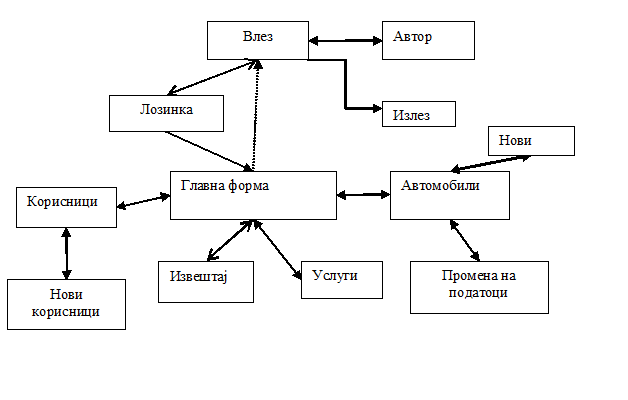 Влез
Автор
Лозинка
Излез
Нови
Главна форма
Автомобили
Корисници
Извештај
Услуги
Промена на
податоци
Нови
корисници